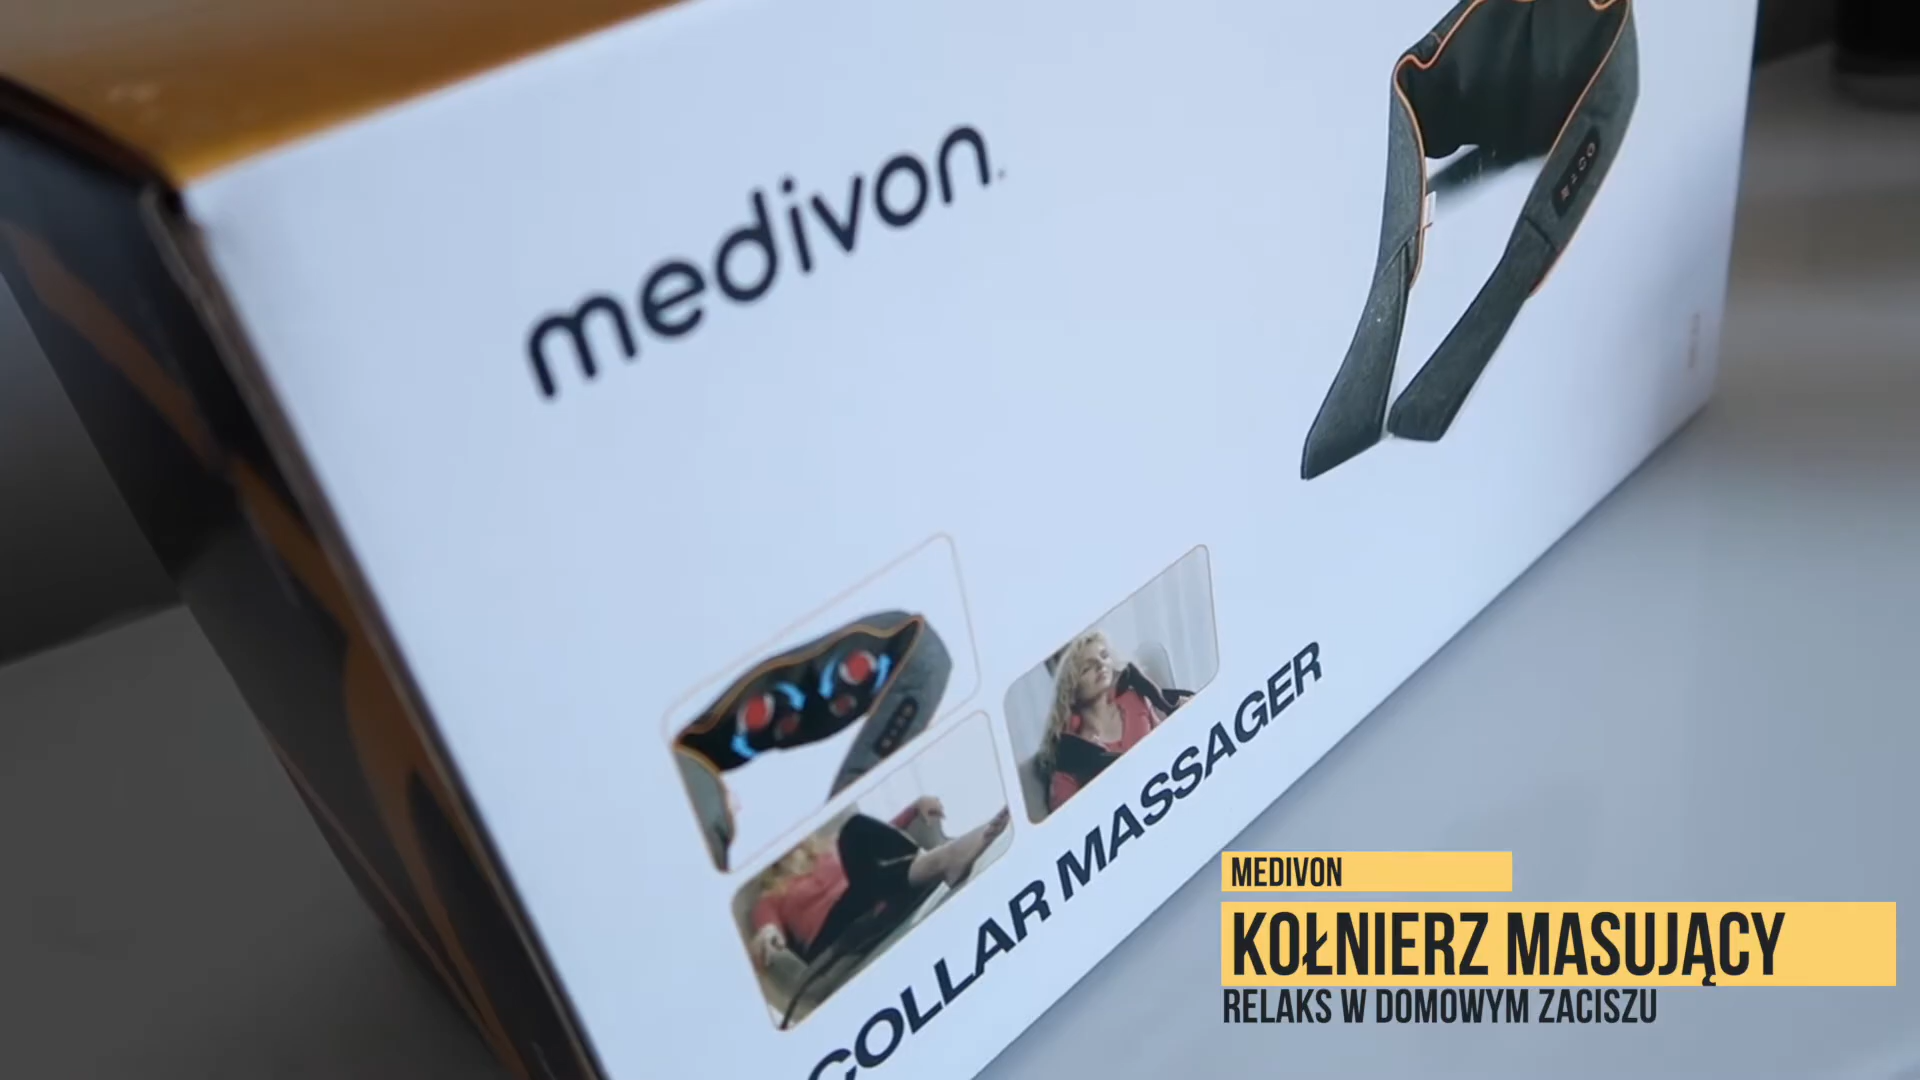 medivon
COLLAR MASSAGER
MEDIVON
KOŁNIERZ MASUJĄCY
RELAKS W DOMOWYM ZACISZU